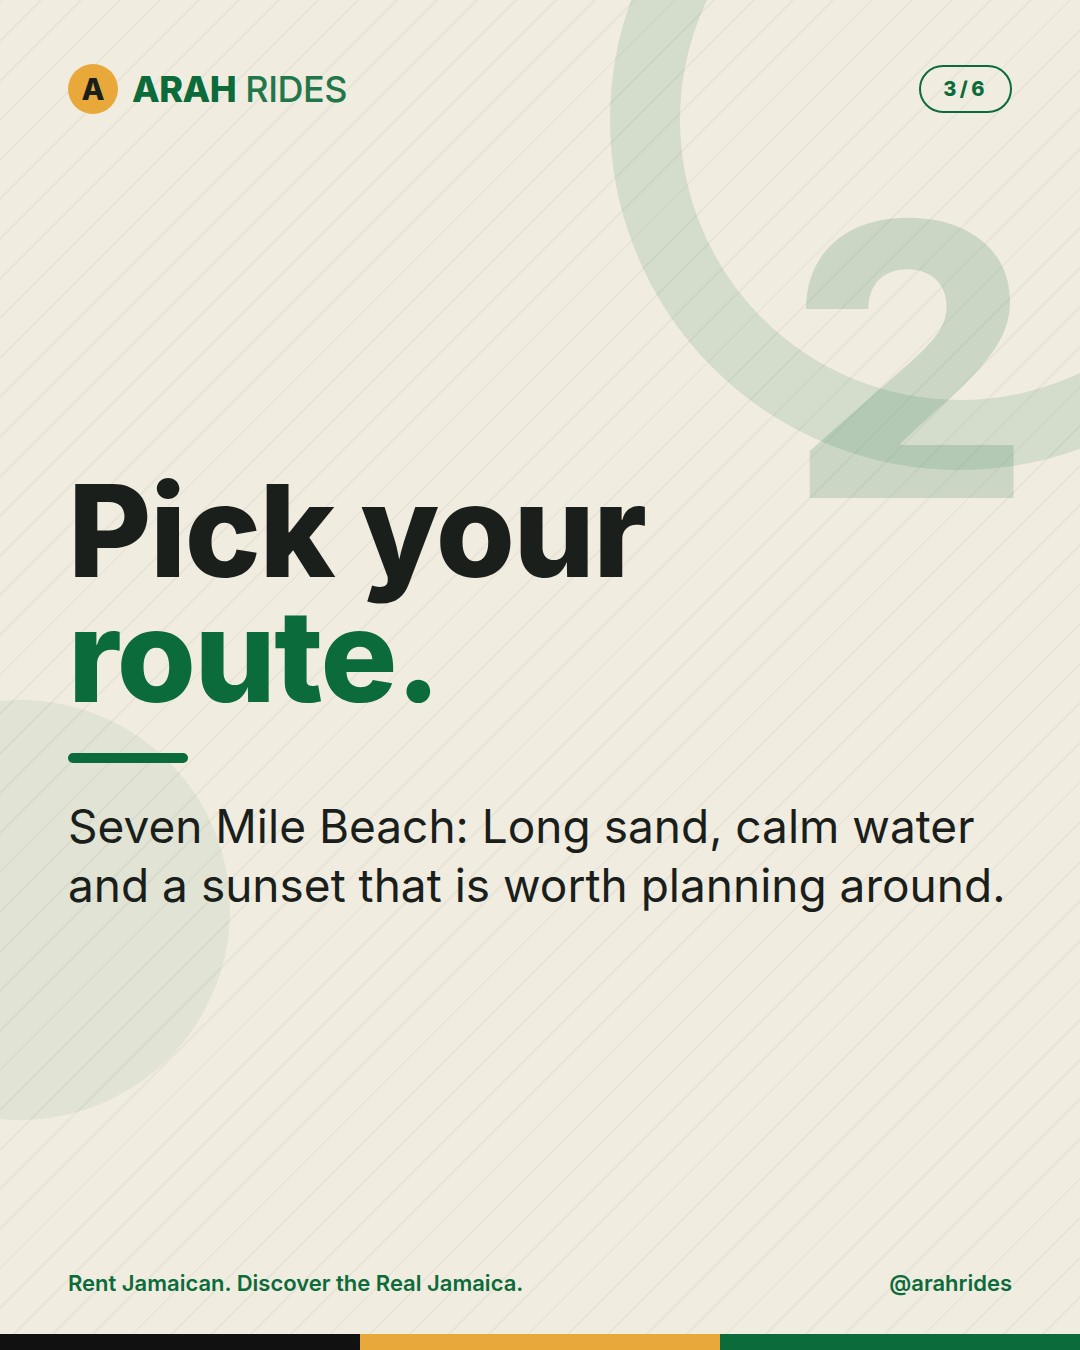 A ARAH RIDES
3/6
2
Pick your
route.
Seven Mile Beach: Long sand, calm water
and a sunset that is worth planning around.
Rent Jamaican. Discover the Real Jamaica.
@arahrides